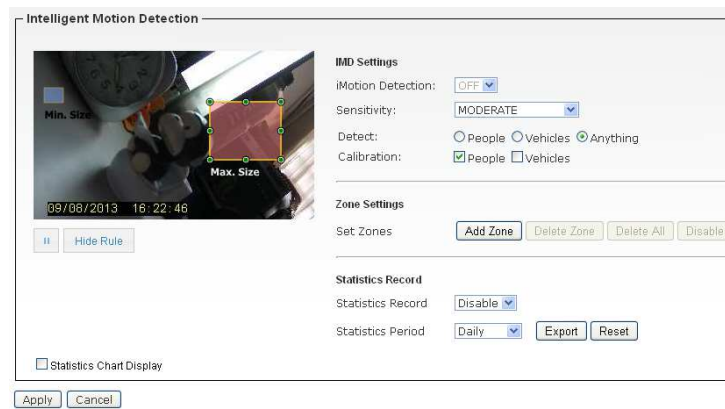 Intelligent Motion Detection
Min. Size
Max. Size
09/08/2013 16:22:46
II Hide Rule
IMD Settings
iMotion Detection: OFF
Sensitivity: MODERATE
Detect: People Vehicles Anything
Calibration: People Vehicles
Zone Settings
Set Zones Add Zone Delete Zone Delete All Disable
Statistics Record
Statistics Record Disable
Statistics Period Daily Export Reset
Statistics Chart Display
Apply Cancel